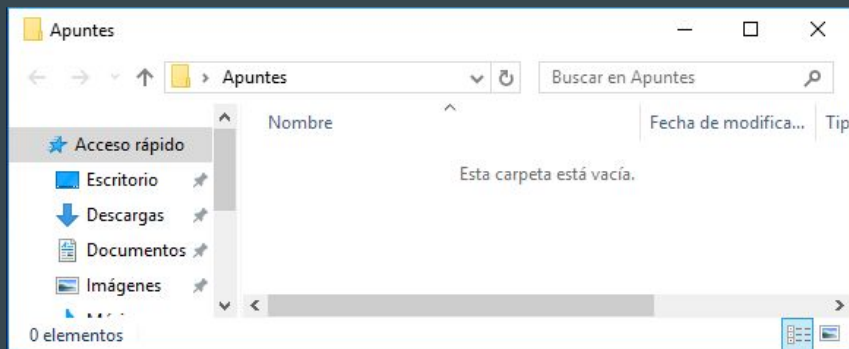 Apuntes
Apuntes
Buscar en Apuntes
Nombre
Fecha de modifica...
Tip
Acceso rápido
Esta carpeta está vacía.
Escritorio
Descargas
Documentos
Imágenes
0 elementos